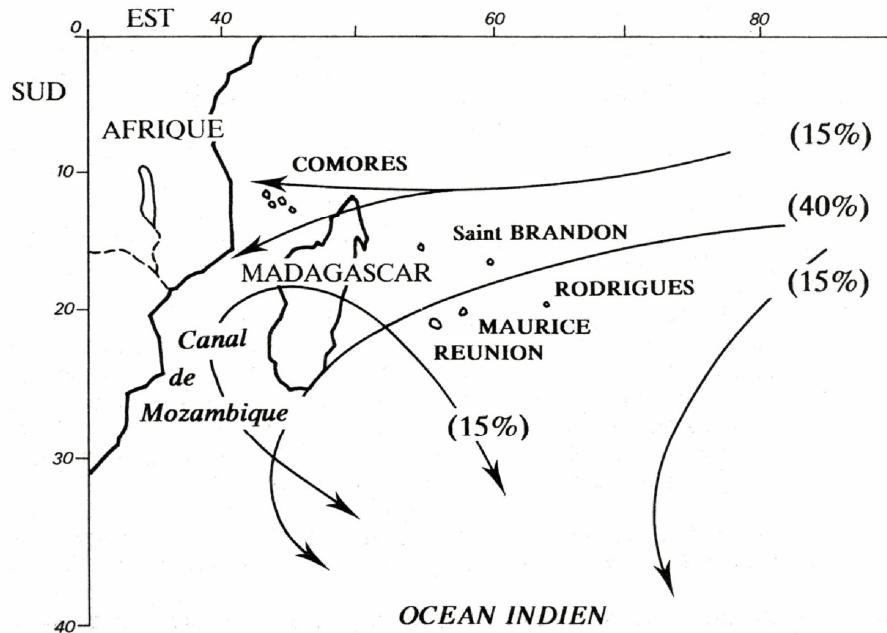 EST
40
60
80
0
SUD
AFRIQUE
10
COMORES
(15%)
(40%)
Saint BRANDON
MADAGASCAR
(15%)
RODRIGUES
20
MAURICE
Canal
REUNION
de
Mozambique
(15%)
30
40
OCEAN INDIEN